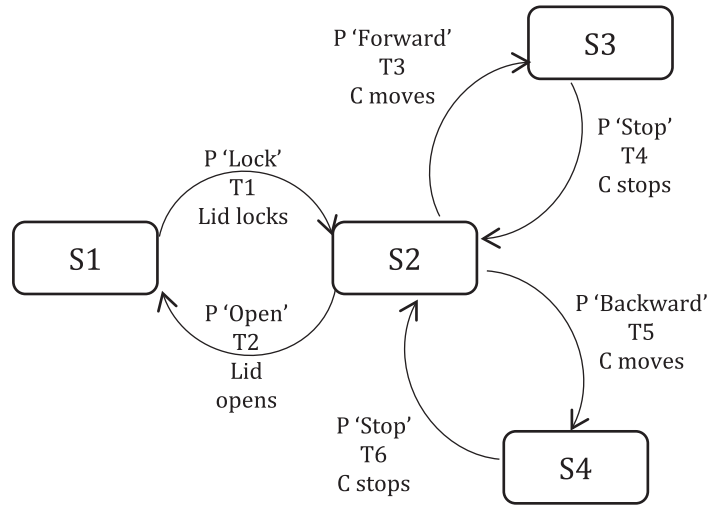 P ‘Forward’
T3
C moves
S3
P ‘Stop’
T4
C stops
P ‘Lock’
T1
Lid locks
S1
S2
P ‘Open’
T2
Lid
opens
P ‘Backward’
T5
C moves
P ‘Stop’
T6
C stops
S4